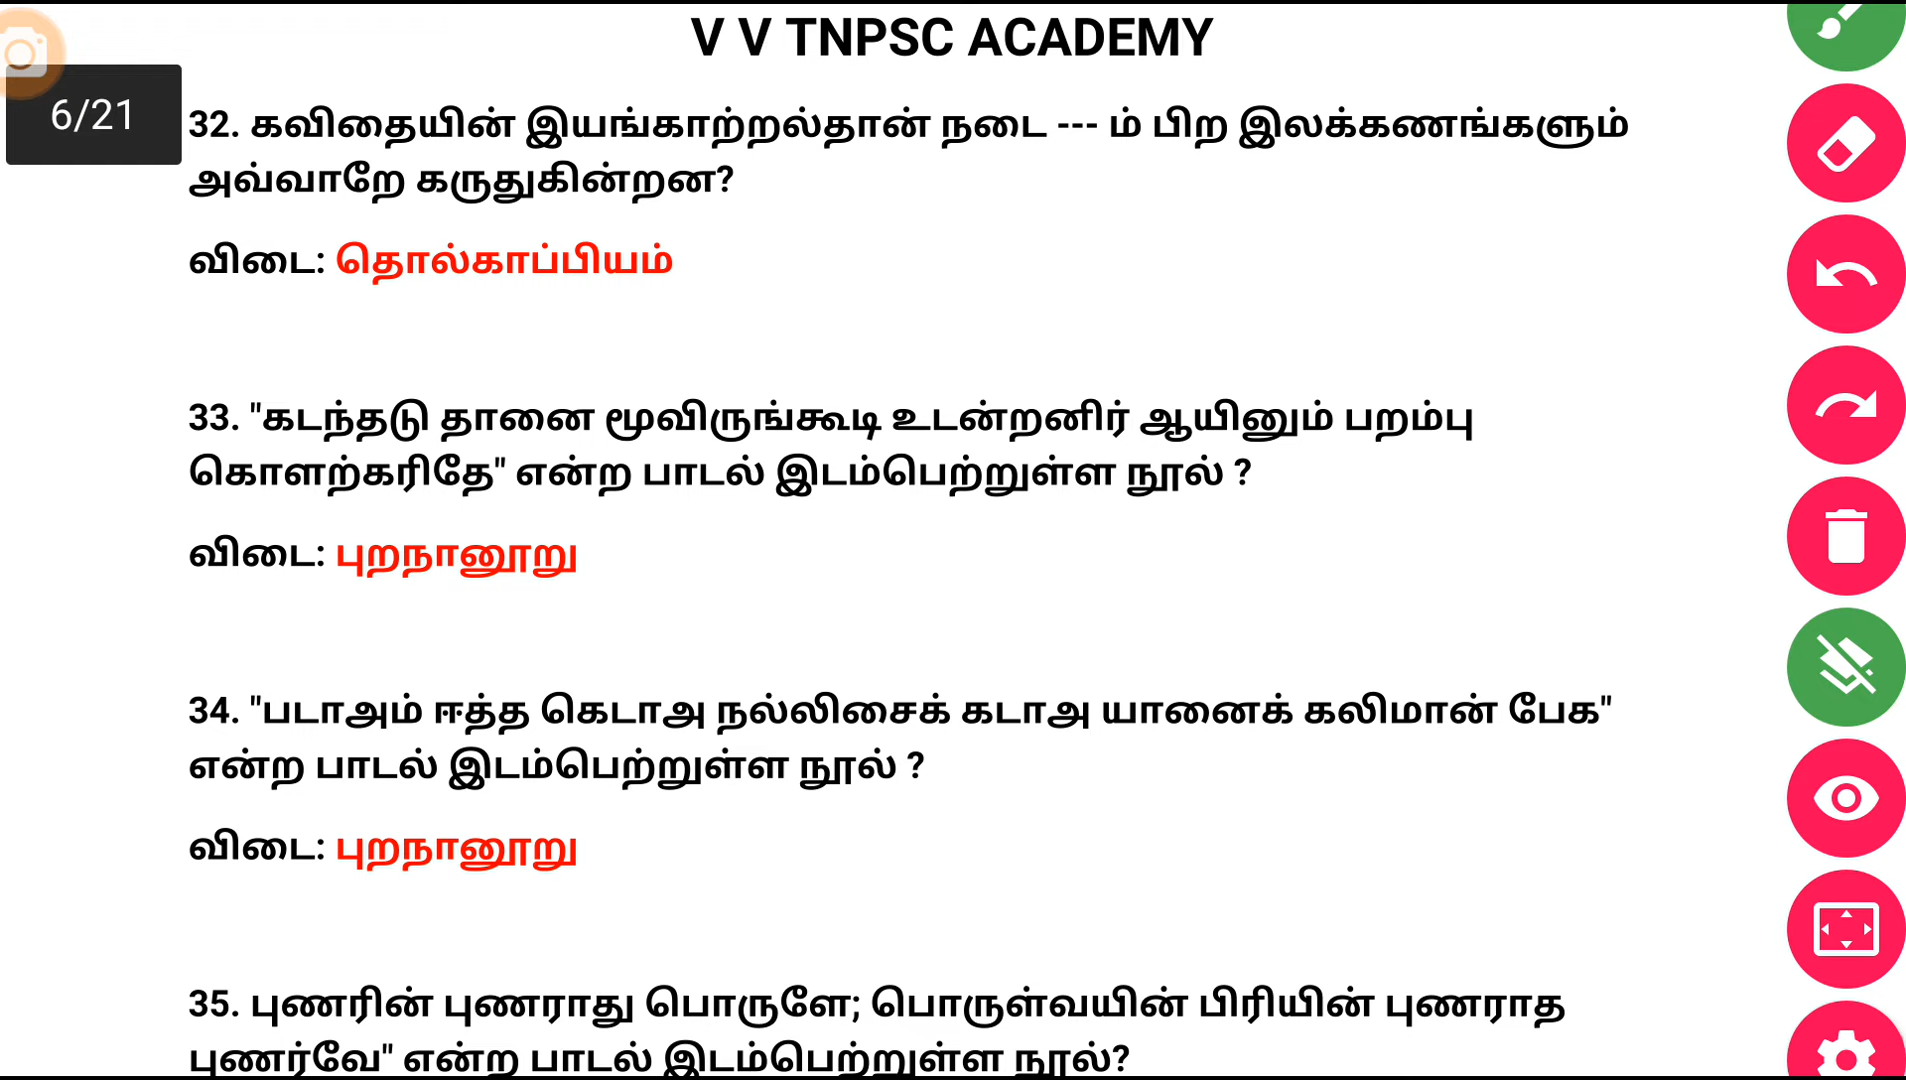 V V TNPSC ACADEMY
6/21
32. கவிதையின் இயங்காற்றல்தான் நடை --- ம் பிற இலக்கணங்களும்
அவ்வாறே கருதுகின்றன?
விடை: தொல்காப்பியம்
33. "கடந்தடு தானை மூவிருங்கூடி உடன்றனிர் ஆயினும் பறம்பு
கொளற்கரிதே" என்ற பாடல் இடம்பெற்றுள்ள நூல் ?
விடை: புறநானூறு
34. "படாஅம் ஈத்த கெடாஅ நல்லிசைக் கடாஅ யானைக் கலிமான் பேக"
என்ற பாடல் இடம்பெற்றுள்ள நூல் ?
விடை: புறநானூறு
35. புணரின் புணராது பொருளே; பொருள்வயின் பிரியின் புணராத
புணர்வே" என்ற பாடல் இடம்பெற்றுள்ள நூல்?